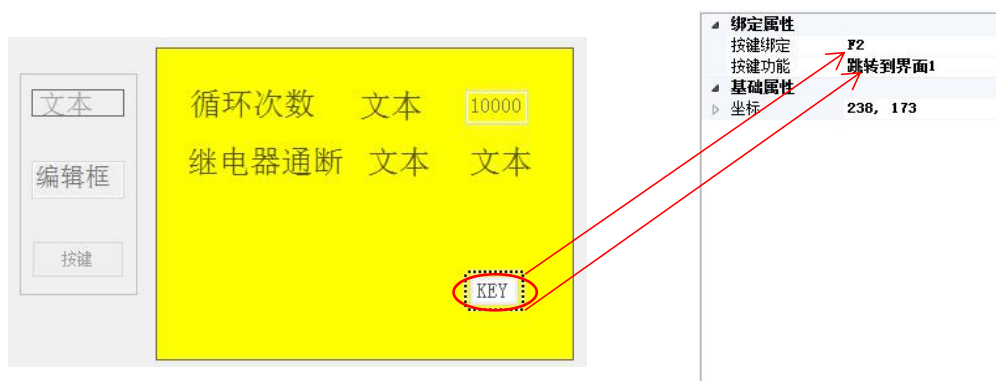 文本
编辑框
按键
循环次数 文本 10000
继电器通断 文本 文本
KEY
绑定属性
按键绑定 F2
按键功能 跳转到界面1
基础属性
坐标 238, 173